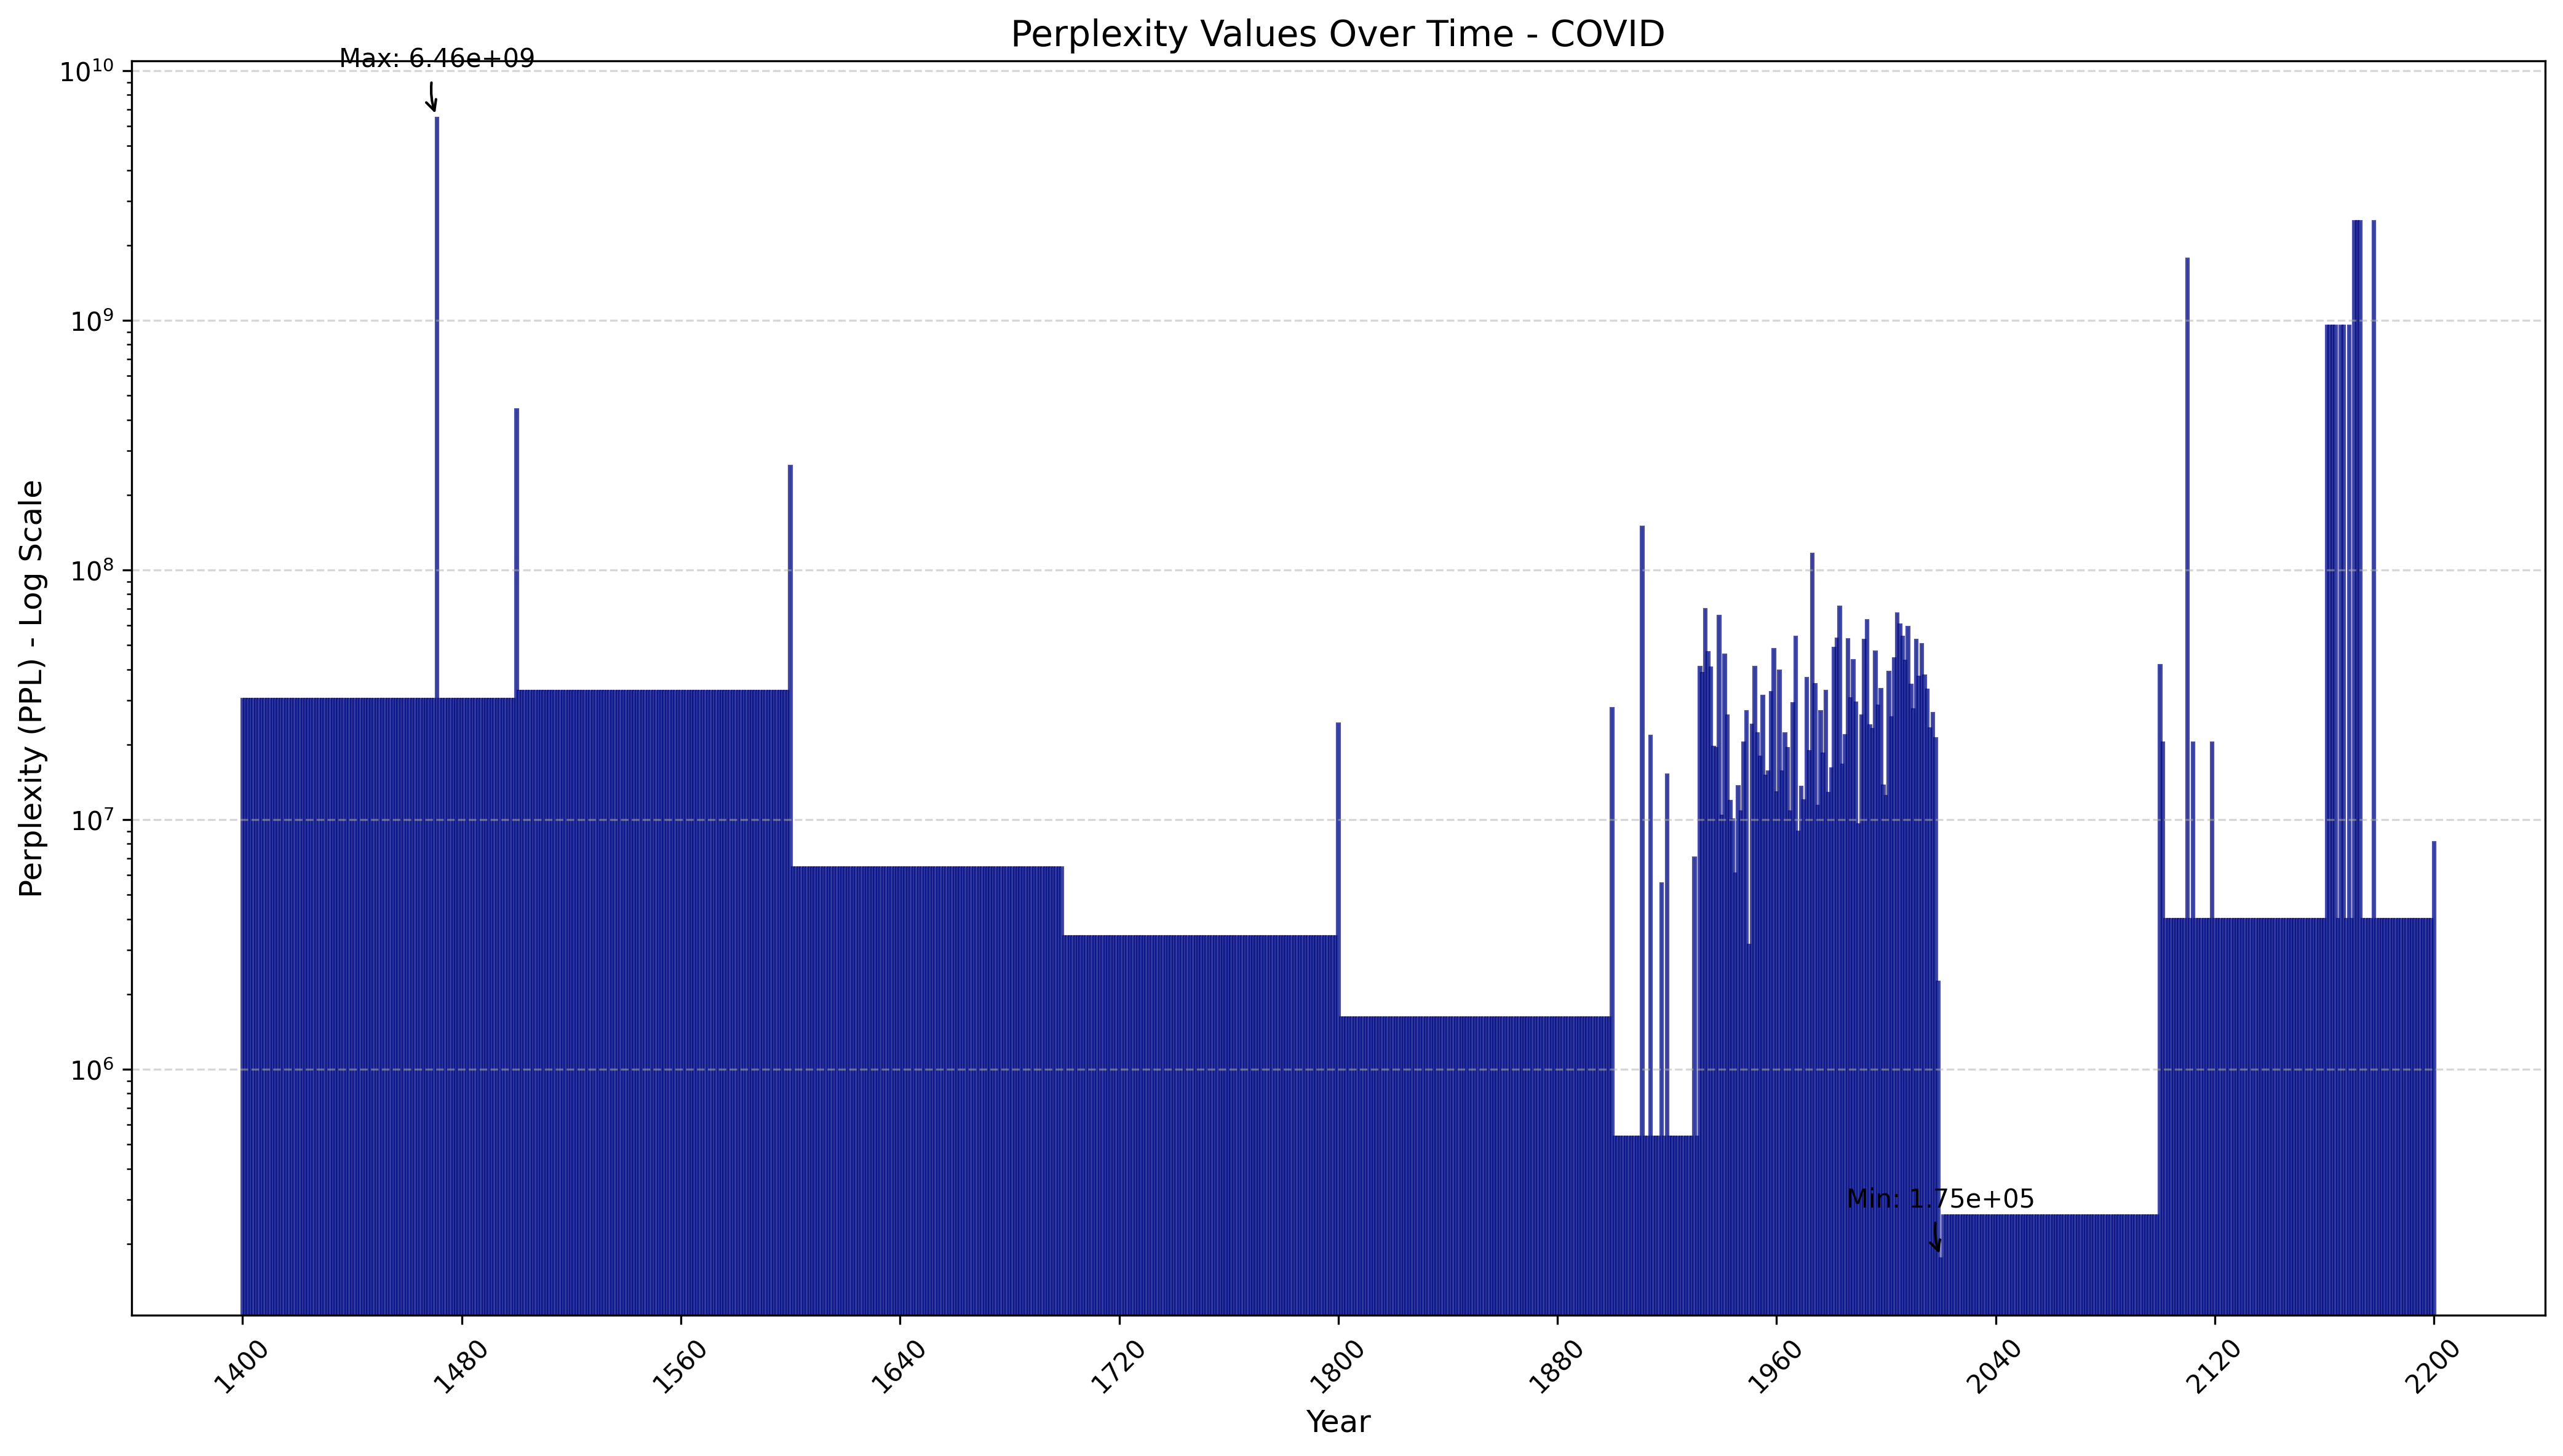 Perplexity Values Over Time - COVID
Max: 6.46e+09
10^10
10^9
10^8
10^7
10^6
Perplexity (PPL) - Log Scale
Min: 1.75e+05
1400 1480 1560 1640 1720 1800 1880 1960 2040 2120 2200
Year